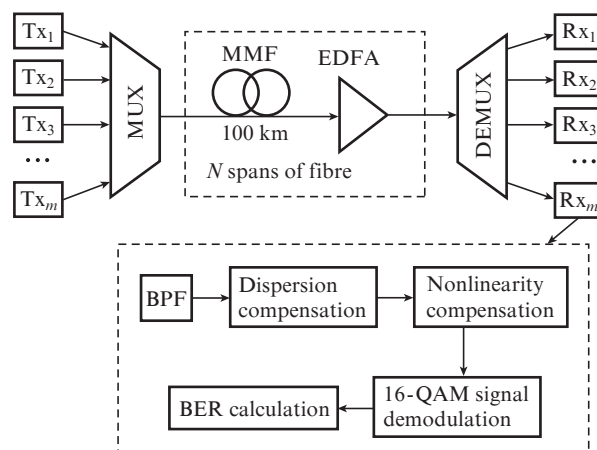 Tx1
Tx2
Tx3
...
Txm
MUX
MMF
100 km
EDFA
N spans of fibre
DEMUX
Rx1
Rx2
Rx3
...
Rxm
BPF
Dispersion
compensation
Nonlinearity
compensation
16-QAM signal
demodulation
BER calculation